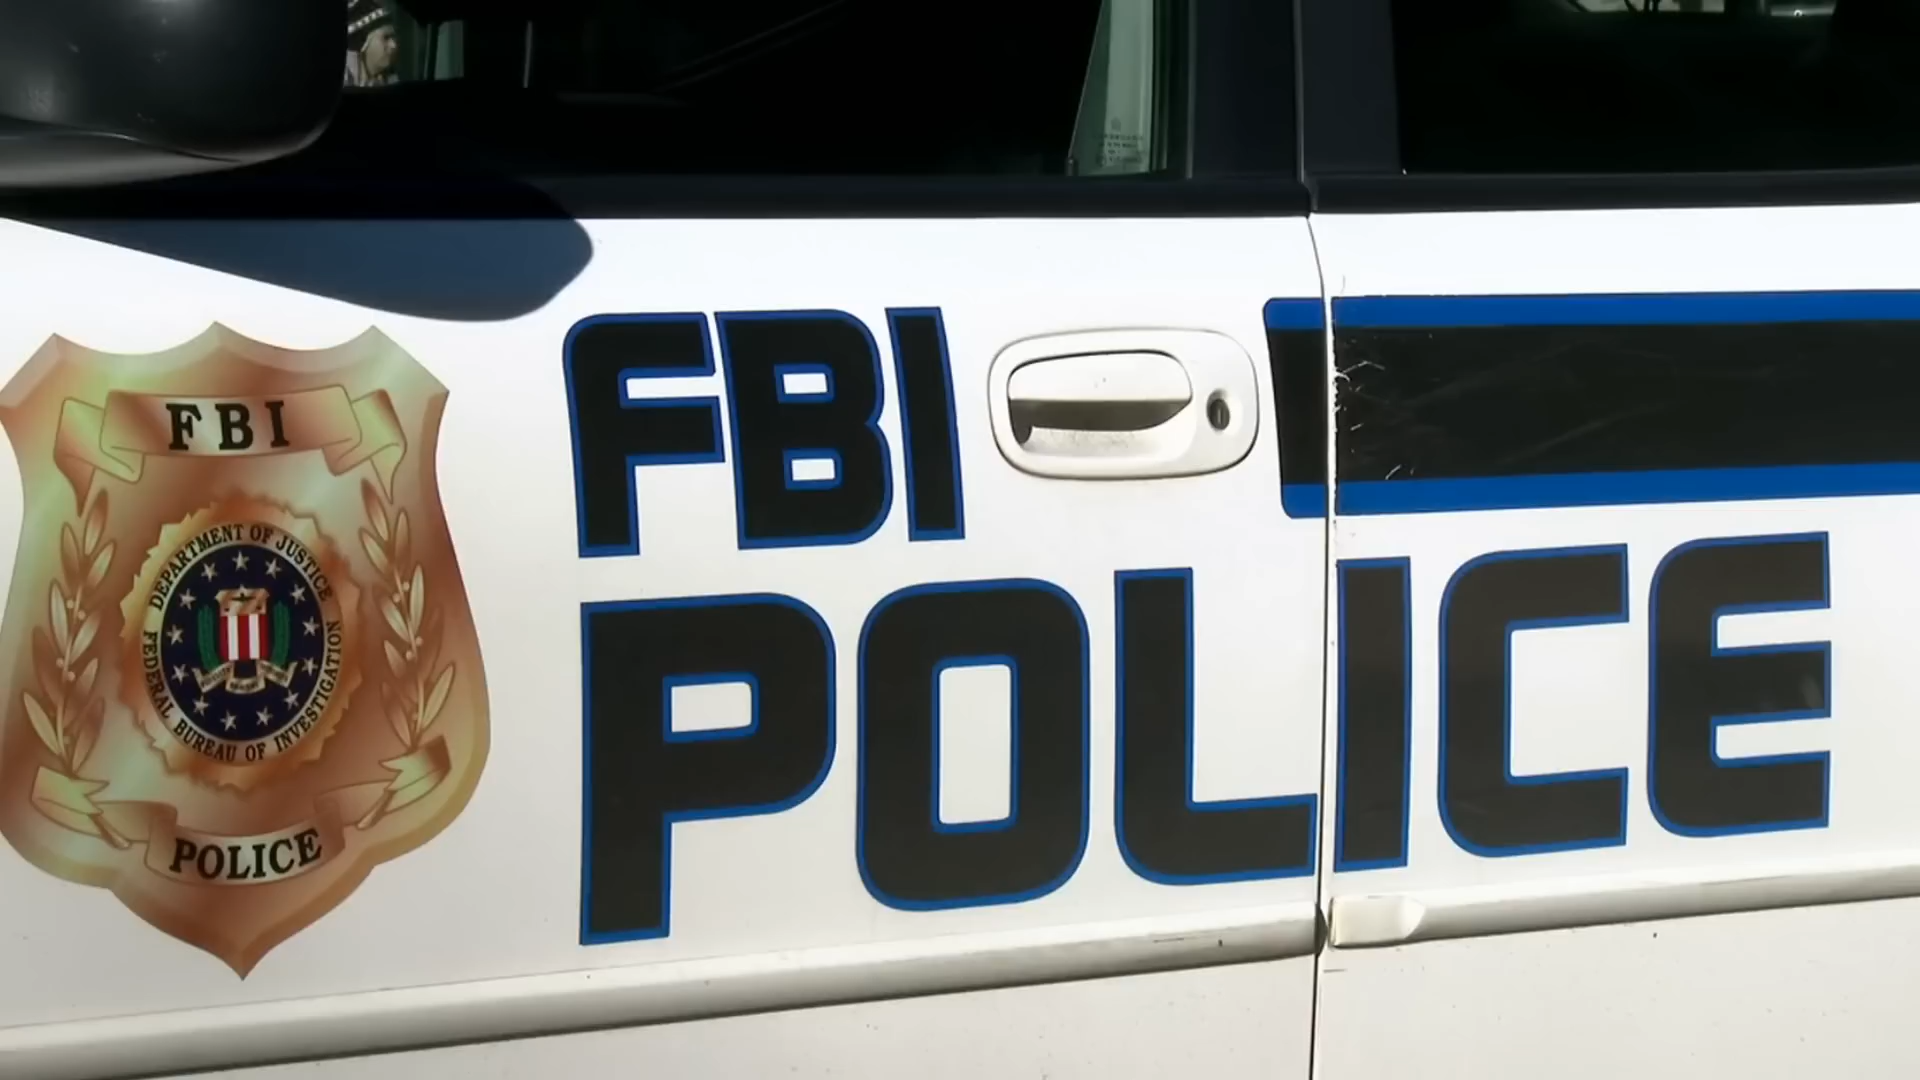 FBI
DEPARTMENT OF JUSTICE
FEDERAL BUREAU OF INVESTIGATION
POLICE
FBI
POLICE